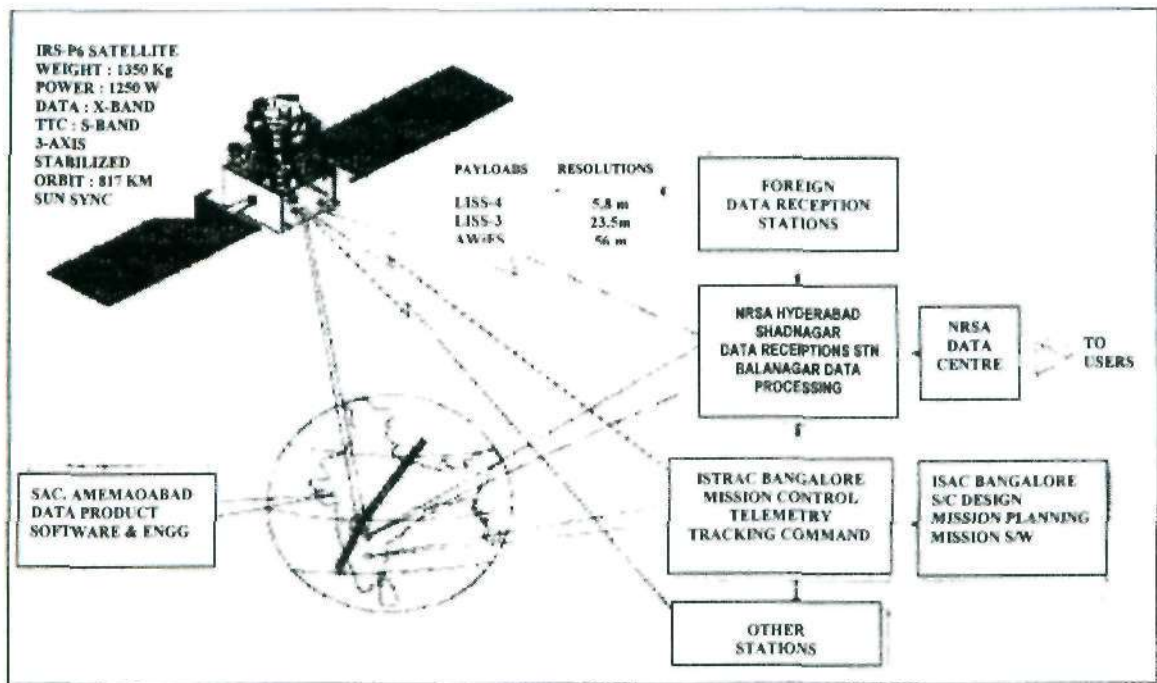 IRS-P6 SATELLITE
WEIGHT : 1350 Kg
POWER : 1250 W
DATA : X-BAND
TTC : S-BAND
3-AXIS
STABILIZED
ORBIT : 817 KM
SUN SYNC
PAYLOADS RESOLUTIONS
LISS-4 5.8 m
LISS-3 23.5m
AWiFS 56 m
FOREIGN
DATA RECEPTION
STATIONS
NRSA HYDERABAD
SHADNAGAR
DATA RECEIPTIONS STN
BALANAGAR DATA
PROCESSING
NRSA
DATA
CENTRE
TO
USERS
SAC. AMEMAOABAD
DATA PRODUCT
SOFTWARE & ENGG
ISTRAC BANGALORE
MISSION CONTROL
TELEMETRY
TRACKING COMMAND
ISAC BANGALORE
S/C DESIGN
MISSION PLANNING
MISSION S/W
OTHER
STATIONS